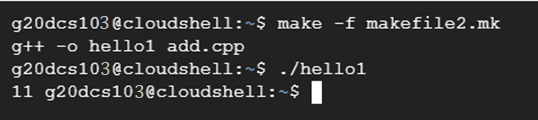 g20dcs103@cloudshell:~$ make -f makefile2.mk
g++ -o hello1 add.cpp
g20dcs103@cloudshell:~$ ./hello1
11 g20dcs103@cloudshell:~$